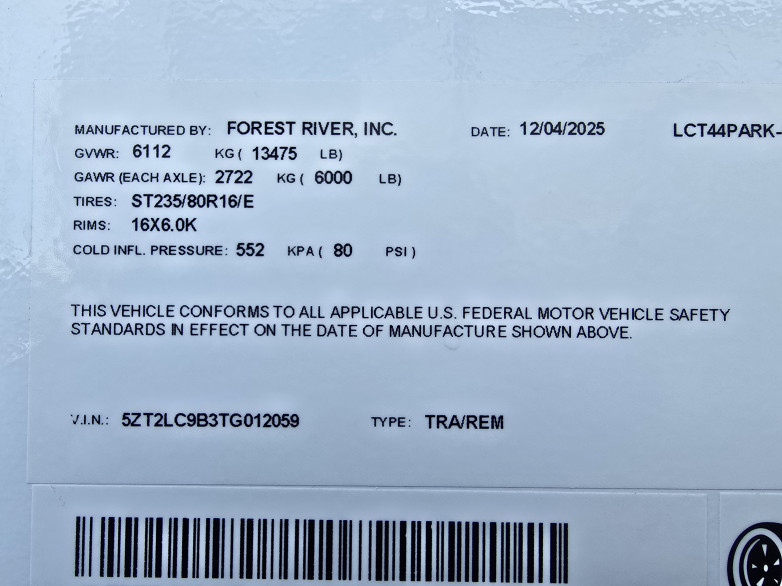 MANUFACTURED BY: FOREST RIVER, INC. DATE: 12/04/2025 LCT44PARK-
GVWR: 6112 KG ( 13475 LB)
GAWR (EACH AXLE): 2722 KG ( 6000 LB)
TIRES: ST235/80R16/E
RIMS: 16X6.0K
COLD INFL. PRESSURE: 552 KPA ( 80 PSI )
THIS VEHICLE CONFORMS TO ALL APPLICABLE U.S. FEDERAL MOTOR VEHICLE SAFETY
STANDARDS IN EFFECT ON THE DATE OF MANUFACTURE SHOWN ABOVE.
V.I.N.: 5ZT2LC9B3TG012059 TYPE: TRA/REM